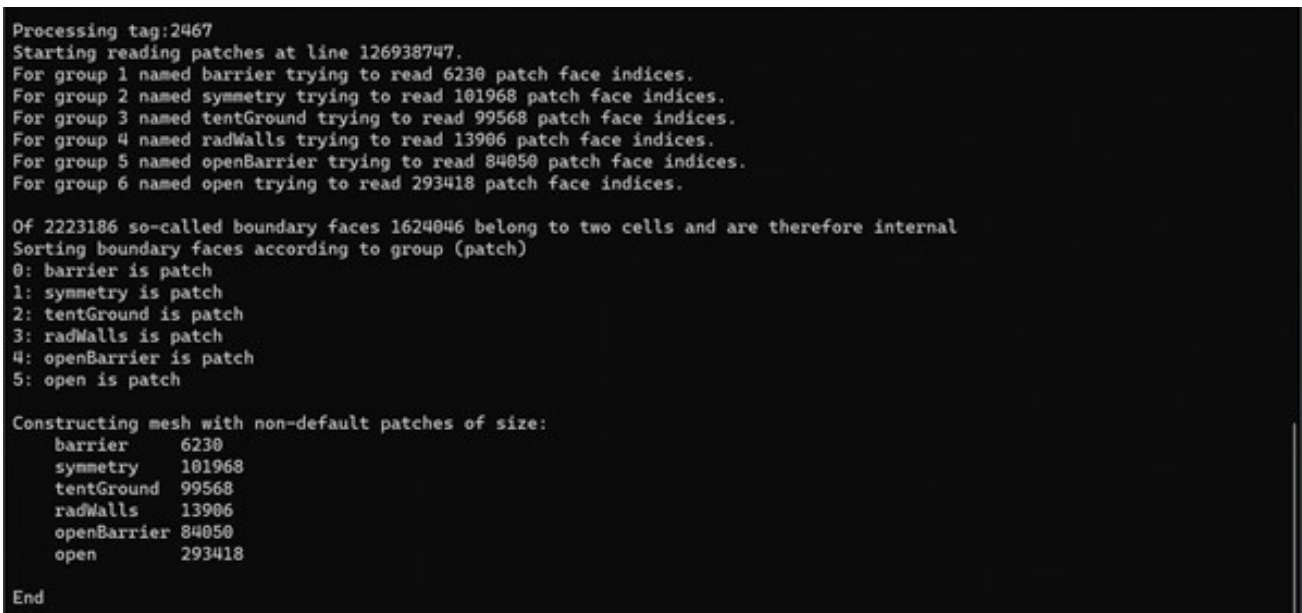 Processing tag:2467
Starting reading patches at line 126938747.
For group 1 named barrier trying to read 6230 patch face indices.
For group 2 named symmetry trying to read 101968 patch face indices.
For group 3 named tentGround trying to read 99568 patch face indices.
For group 4 named radWalls trying to read 13906 patch face indices.
For group 5 named openBarrier trying to read 84050 patch face indices.
For group 6 named open trying to read 293418 patch face indices.
Of 2223186 so-called boundary faces 1624046 belong to two cells and are therefore internal
Sorting boundary faces according to group (patch)
0: barrier is patch
1: symmetry is patch
2: tentGround is patch
3: radWalls is patch
4: openBarrier is patch
5: open is patch
Constructing mesh with non-default patches of size:
barrier 6230
symmetry 101968
tentGround 99568
radWalls 13906
openBarrier 84050
open 293418
End